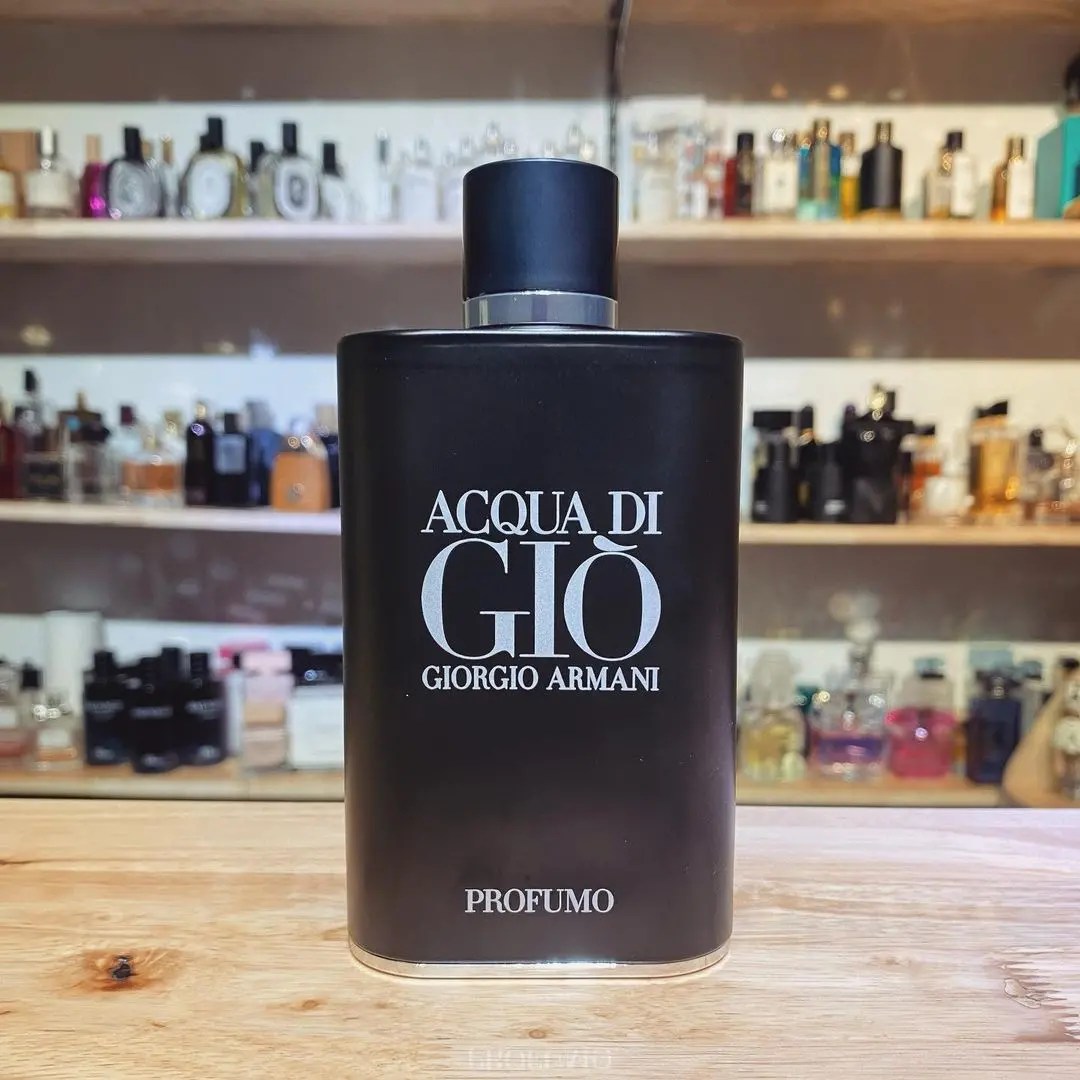 ACQUA DI
GIÒ
GIORGIO ARMANI
PROFUMO